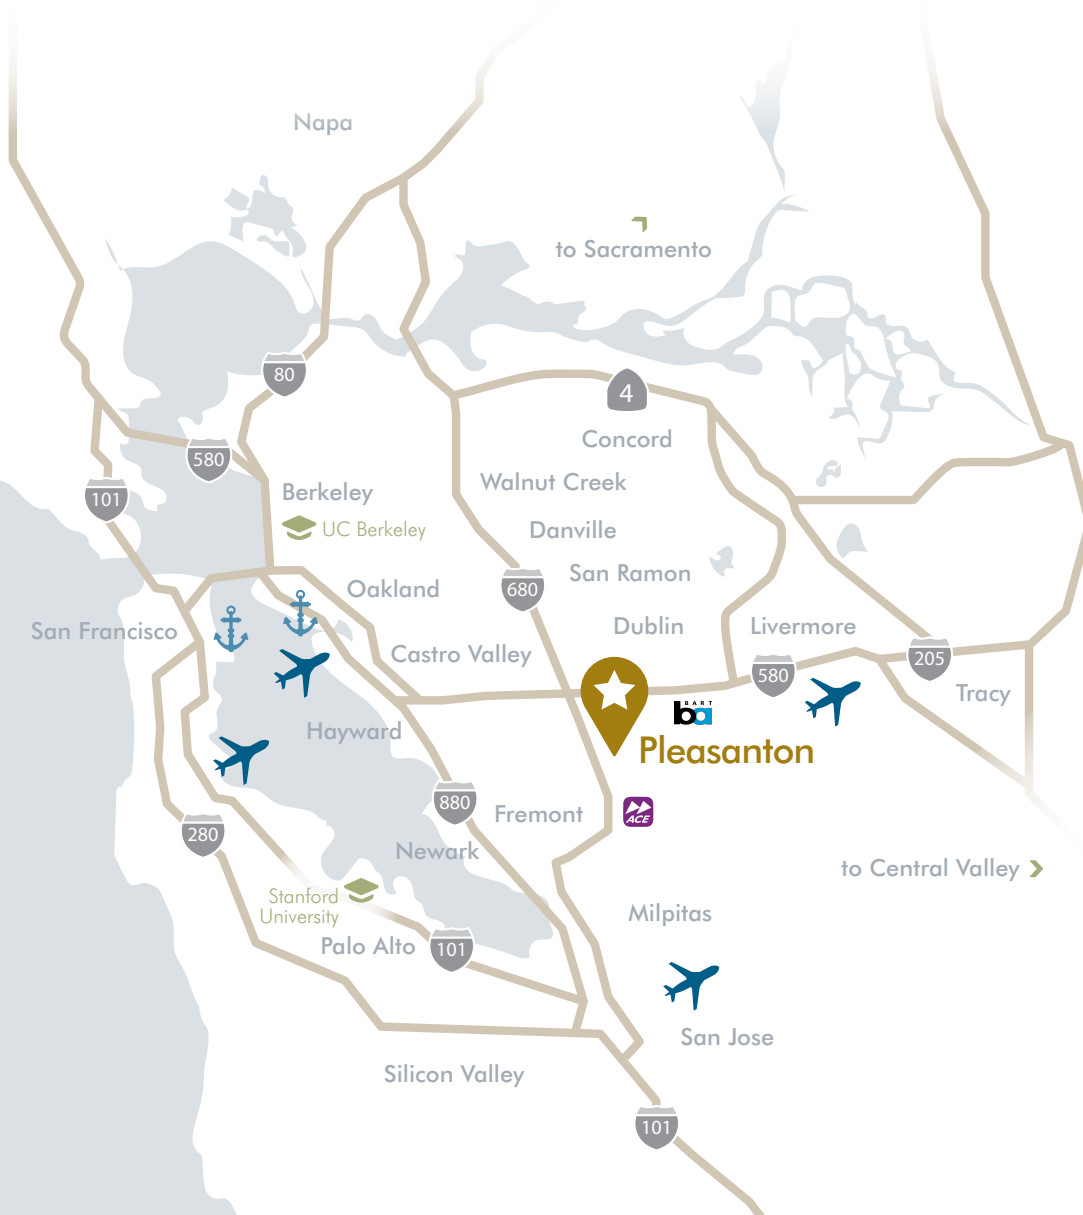 Napa
to Sacramento
80
4
Concord
580
Walnut Creek
Berkeley
101
UC Berkeley
Danville
San Ramon
680
Oakland
San Francisco
Dublin
Livermore
Castro Valley
205
580
Tracy
BART
ba
Hayward
Pleasanton
880
Fremont
ACE
280
Newark
to Central Valley
Stanford
University
Milpitas
Palo Alto
101
San Jose
Silicon Valley
101